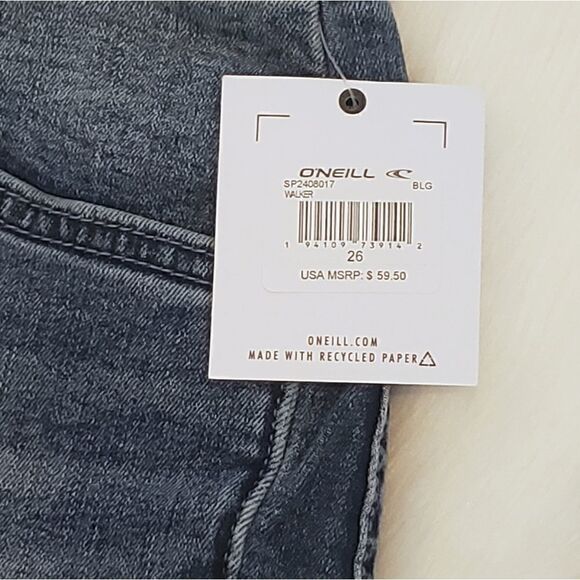 O'NEILL
SP2408017 BLG
WALKER
1 94109 73914 2
26
USA MSRP: $ 59.50
ONEILL.COM
MADE WITH RECYCLED PAPER